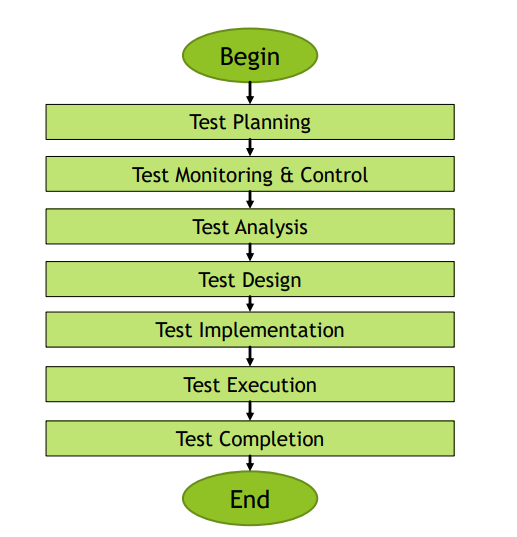 Begin
Test Planning
Test Monitoring & Control
Test Analysis
Test Design
Test Implementation
Test Execution
Test Completion
End